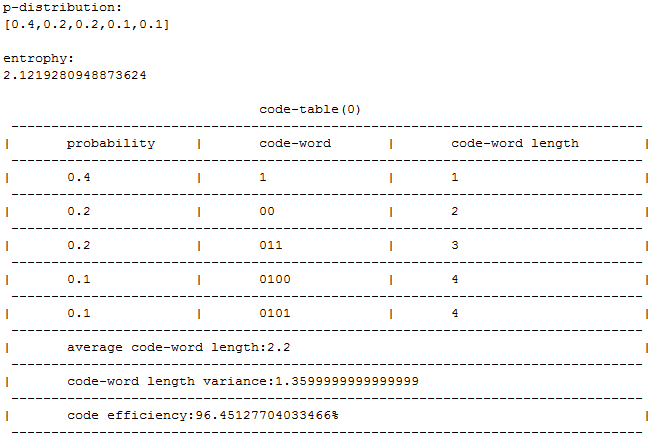 p-distribution:
[0.4,0.2,0.2,0.1,0.1]
entrophy:
2.1219280948873624
code-table(0)
--------------------------------------------------------------------------------
| probability | code-word | code-word length |
--------------------------------------------------------------------------------
| 0.4 | 1 | 1 |
--------------------------------------------------------------------------------
| 0.2 | 00 | 2 |
--------------------------------------------------------------------------------
| 0.2 | 011 | 3 |
--------------------------------------------------------------------------------
| 0.1 | 0100 | 4 |
--------------------------------------------------------------------------------
| 0.1 | 0101 | 4 |
--------------------------------------------------------------------------------
| average code-word length:2.2 |
--------------------------------------------------------------------------------
| code-word length variance:1.3599999999999999
--------------------------------------------------------------------------------
| code efficiency:96.45127704033466% |
--------------------------------------------------------------------------------